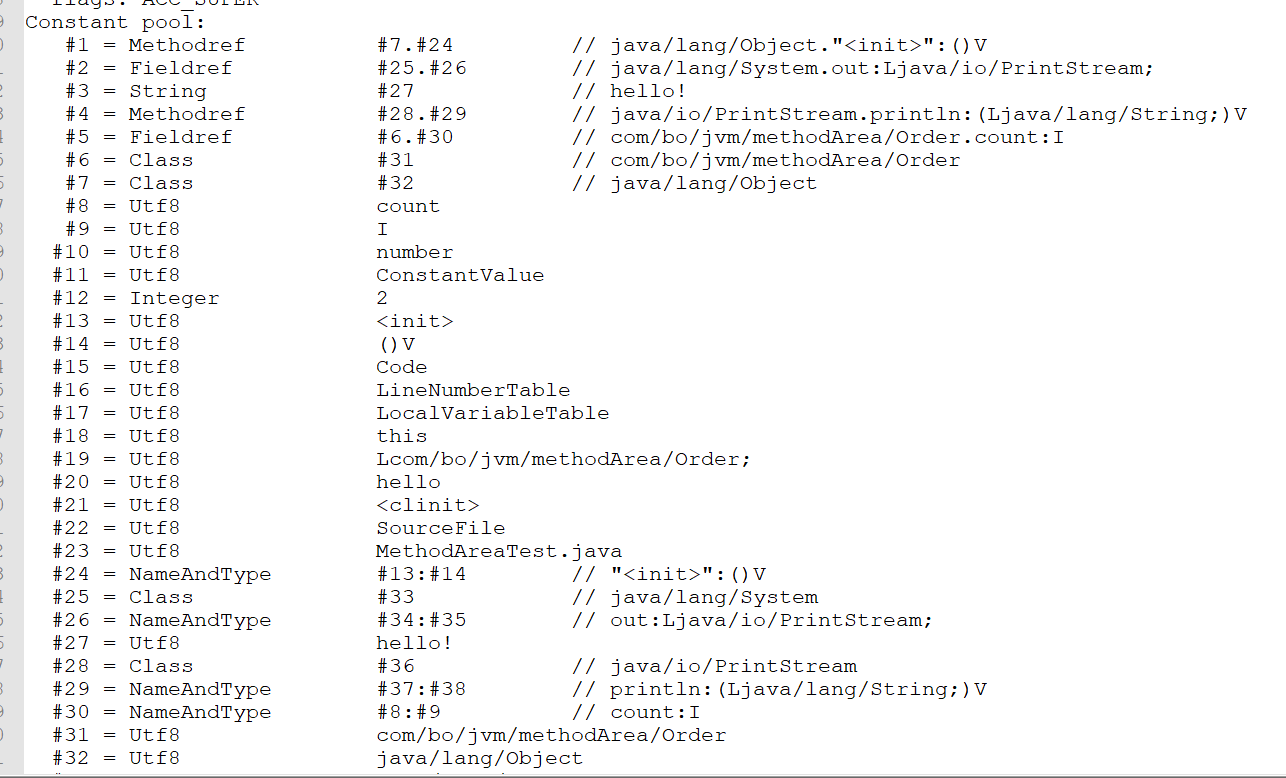 flags: ACC_SUPER
Constant pool:
#1 = Methodref #7.#24 // java/lang/Object."<init>":()V
#2 = Fieldref #25.#26 // java/lang/System.out:Ljava/io/PrintStream;
#3 = String #27 // hello!
#4 = Methodref #28.#29 // java/io/PrintStream.println:(Ljava/lang/String;)V
#5 = Fieldref #6.#30 // com/bo/jvm/methodArea/Order.count:I
#6 = Class #31 // com/bo/jvm/methodArea/Order
#7 = Class #32 // java/lang/Object
#8 = Utf8 count
#9 = Utf8 I
#10 = Utf8 number
#11 = Utf8 ConstantValue
#12 = Integer 2
#13 = Utf8 <init>
#14 = Utf8 ()V
#15 = Utf8 Code
#16 = Utf8 LineNumberTable
#17 = Utf8 LocalVariableTable
#18 = Utf8 this
#19 = Utf8 Lcom/bo/jvm/methodArea/Order;
#20 = Utf8 hello
#21 = Utf8 <clinit>
#22 = Utf8 SourceFile
#23 = Utf8 MethodAreaTest.java
#24 = NameAndType #13:#14 // "<init>":()V
#25 = Class #33 // java/lang/System
#26 = NameAndType #34:#35 // out:Ljava/io/PrintStream;
#27 = Utf8 hello!
#28 = Class #36 // java/io/PrintStream
#29 = NameAndType #37:#38 // println:(Ljava/lang/String;)V
#30 = NameAndType #8:#9 // count:I
#31 = Utf8 com/bo/jvm/methodArea/Order
#32 = Utf8 java/lang/Object